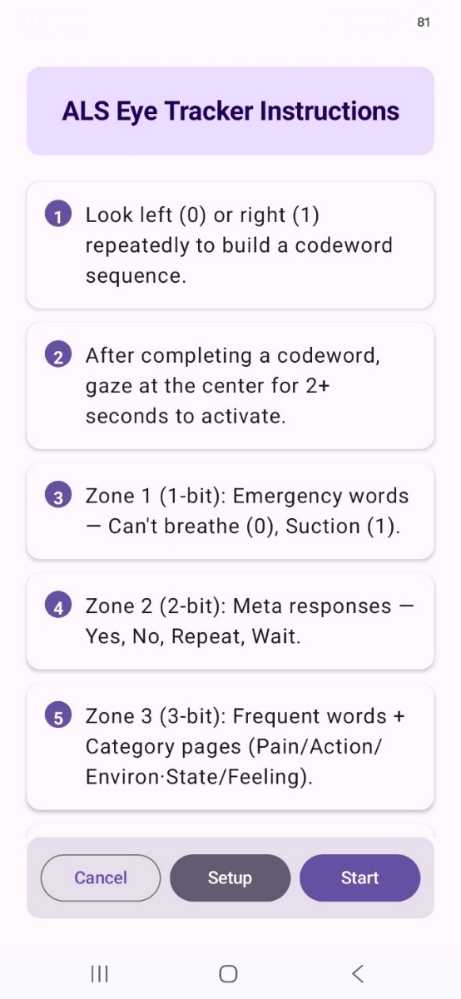 81
ALS Eye Tracker Instructions
1
Look left (0) or right (1)
repeatedly to build a codeword
sequence.
2
After completing a codeword,
gaze at the center for 2+
seconds to activate.
3
Zone 1 (1-bit): Emergency words
— Can't breathe (0), Suction (1).
4
Zone 2 (2-bit): Meta responses —
Yes, No, Repeat, Wait.
5
Zone 3 (3-bit): Frequent words +
Category pages (Pain/Action/
Environ·State/Feeling).
Cancel
Setup
Start